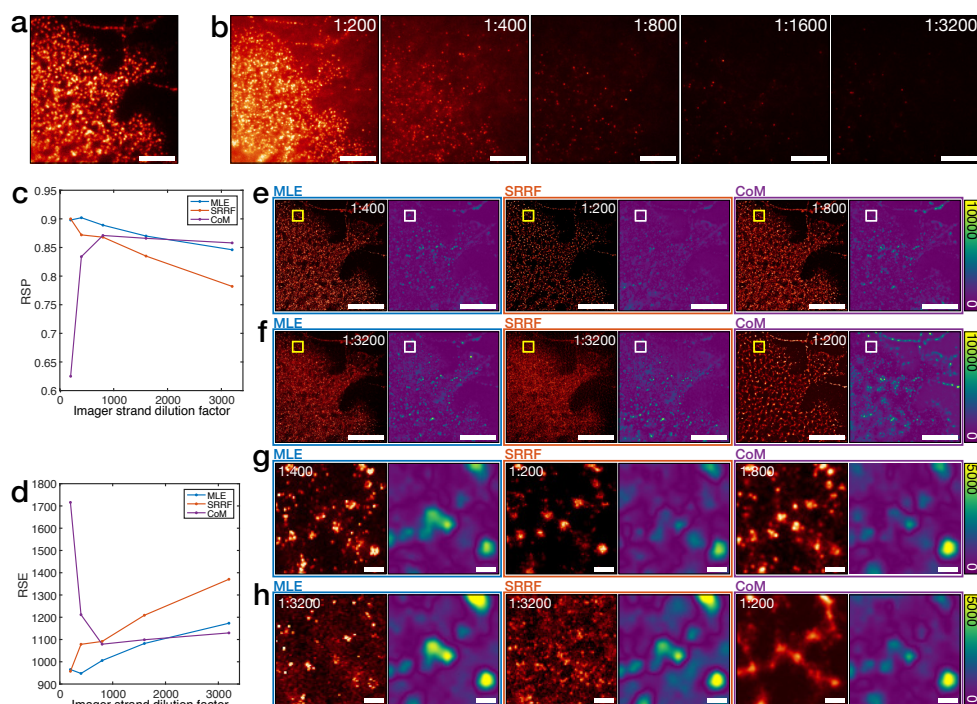 a
b
1:200
1:400
1:800
1:1600
1:3200
c
0.95
0.9
0.85
0.8
0.75
0.7
0.65
0.6
RSP
MLE
SRRF
CoM
0
1000
2000
3000
Imager strand dilution factor
d
1800
1700
1600
1500
1400
1300
1200
1100
1000
900
RSE
MLE
SRRF
CoM
0
1000
2000
3000
Imager strand dilution factor
e
MLE
SRRF
CoM
1:400
1:200
1:800
10000
0
f
MLE
SRRF
CoM
1:3200
1:3200
1:200
10000
0
g
MLE
SRRF
CoM
1:400
1:200
1:800
5000
0
h
MLE
SRRF
CoM
1:3200
1:3200
1:200
5000
0